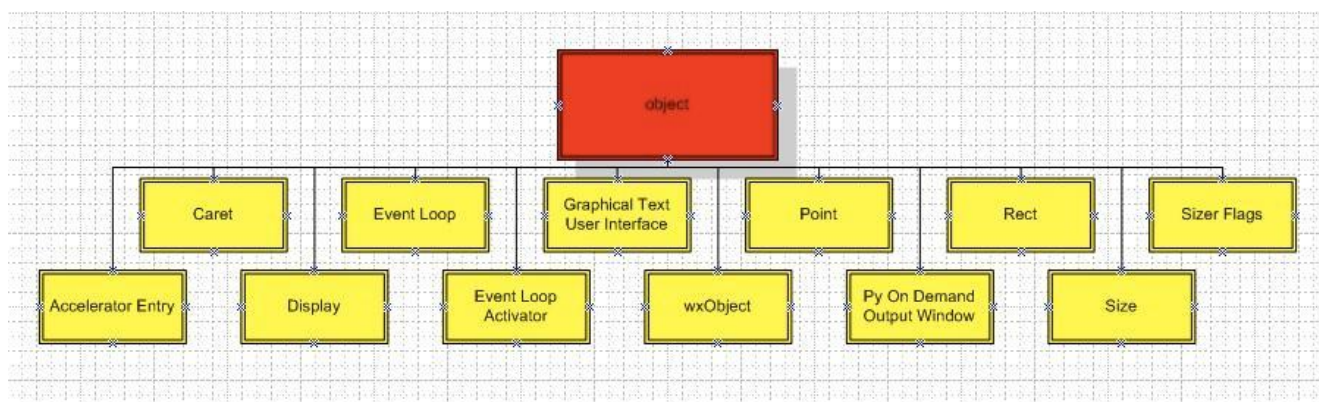 object
Caret
Event Loop
Graphical Text
User Interface
Point
Rect
Sizer Flags
Accelerator Entry
Display
Event Loop
Activator
wxObject
Py On Demand
Output Window
Size